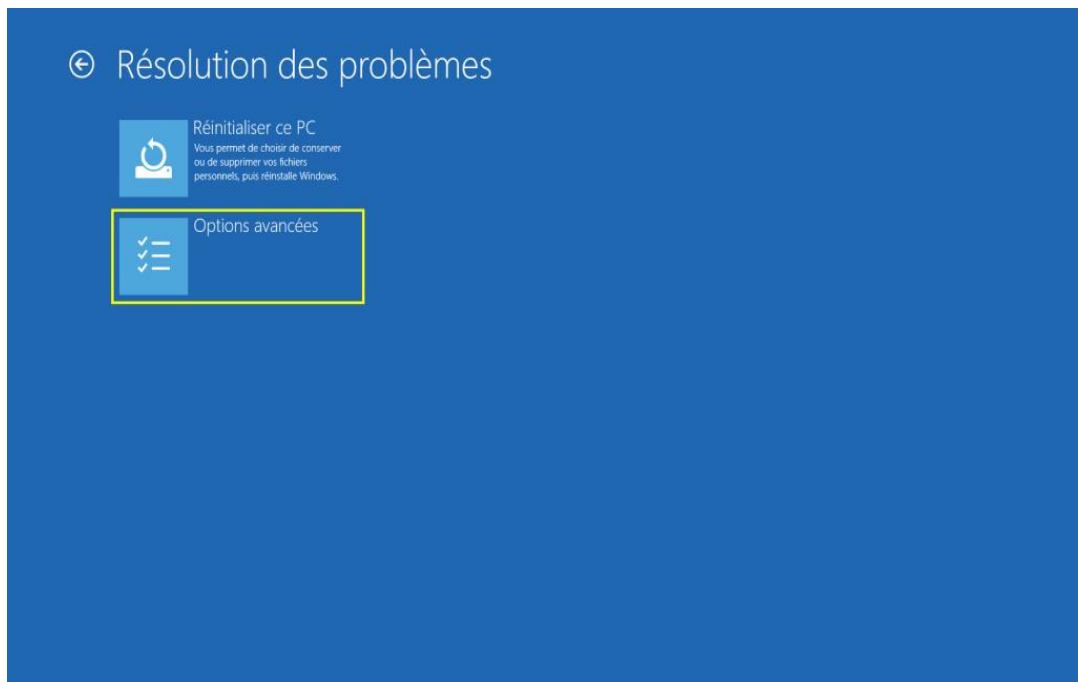 Résolution des problèmes
Réinitialiser ce PC
Vous permet de choisir de conserver
ou de supprimer vos fichiers
personnels, puis réinstalle Windows.
Options avancées